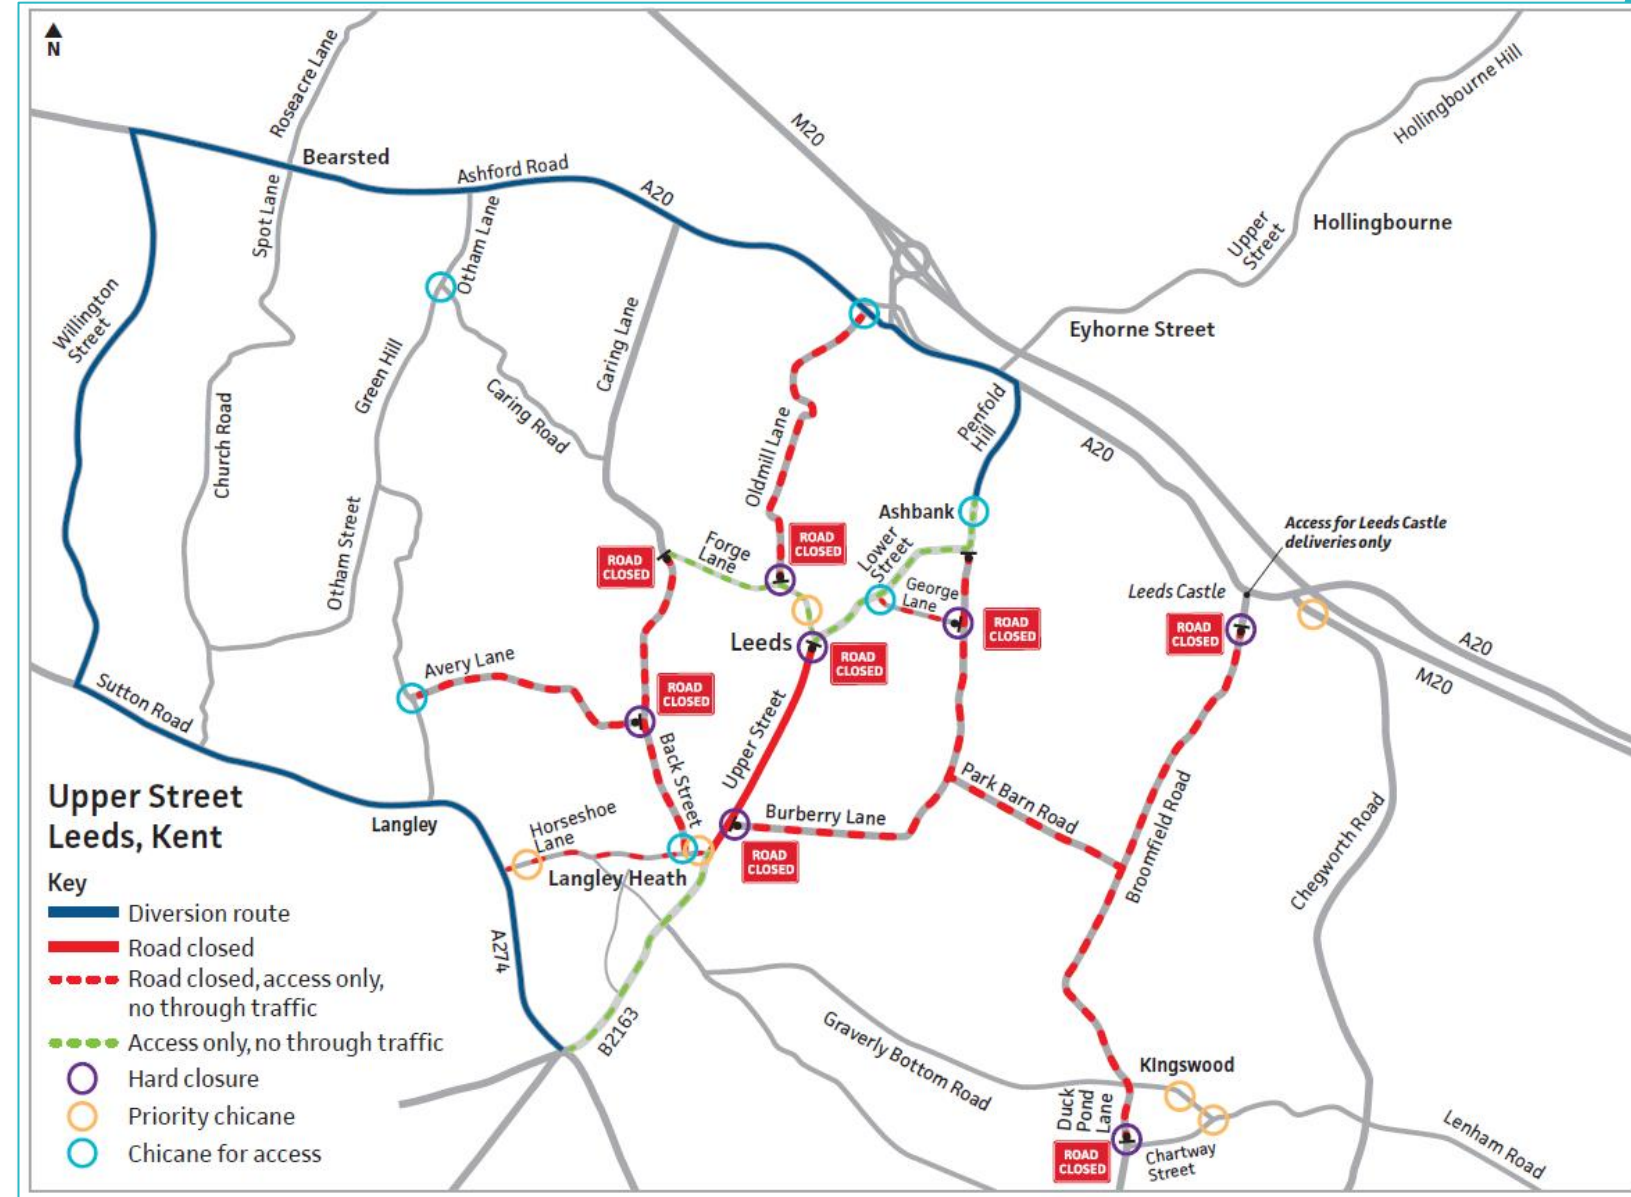 N
Roseacre Lane
M20
Hollingbourne Hill
Bearsted
Ashford Road
A20
Spot Lane
Otham Lane
Upper
Street
Hollingbourne
Willington
Street
Caring Lane
Eyhorne Street
Green Hill
Caring Road
Penfold
Hill
Church Road
Oldmill Lane
A20
Otham Street
Ashbank
Access for Leeds Castle
deliveries only
ROAD
CLOSED
Forge
Lane
ROAD
CLOSED
Lower
Street
George
Lane
Leeds Castle
ROAD
CLOSED
ROAD
CLOSED
Leeds
ROAD
CLOSED
A20
M20
Avery Lane
ROAD
CLOSED
Sutton Road
Back Street
Upper Street
Park Barn Road
Broomfield Road
Chegworth Road
Upper Street
Leeds, Kent
Langley
Horseshoe
Lane
Burberry Lane
ROAD
CLOSED
Langley Heath
Key
Diversion route
Road closed
Road closed, access only,
no through traffic
Access only, no through traffic
Hard closure
Priority chicane
Chicane for access
A274
B2163
Graverly Bottom Road
KIngswood
Duck
Pond
Lane
ROAD
CLOSED
Chartway
Street
Lenham Road